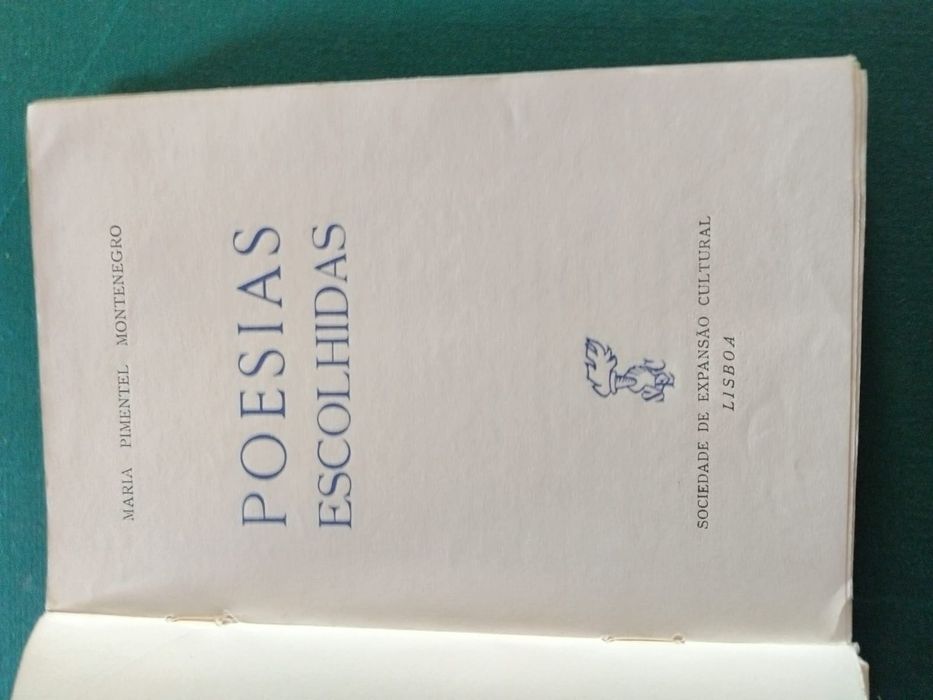 MARIA PIMENTEL MONTENEGRO
POESIAS
ESCOLHIDAS
SOCIEDADE DE EXPANSÃO CULTURAL
LISBOA